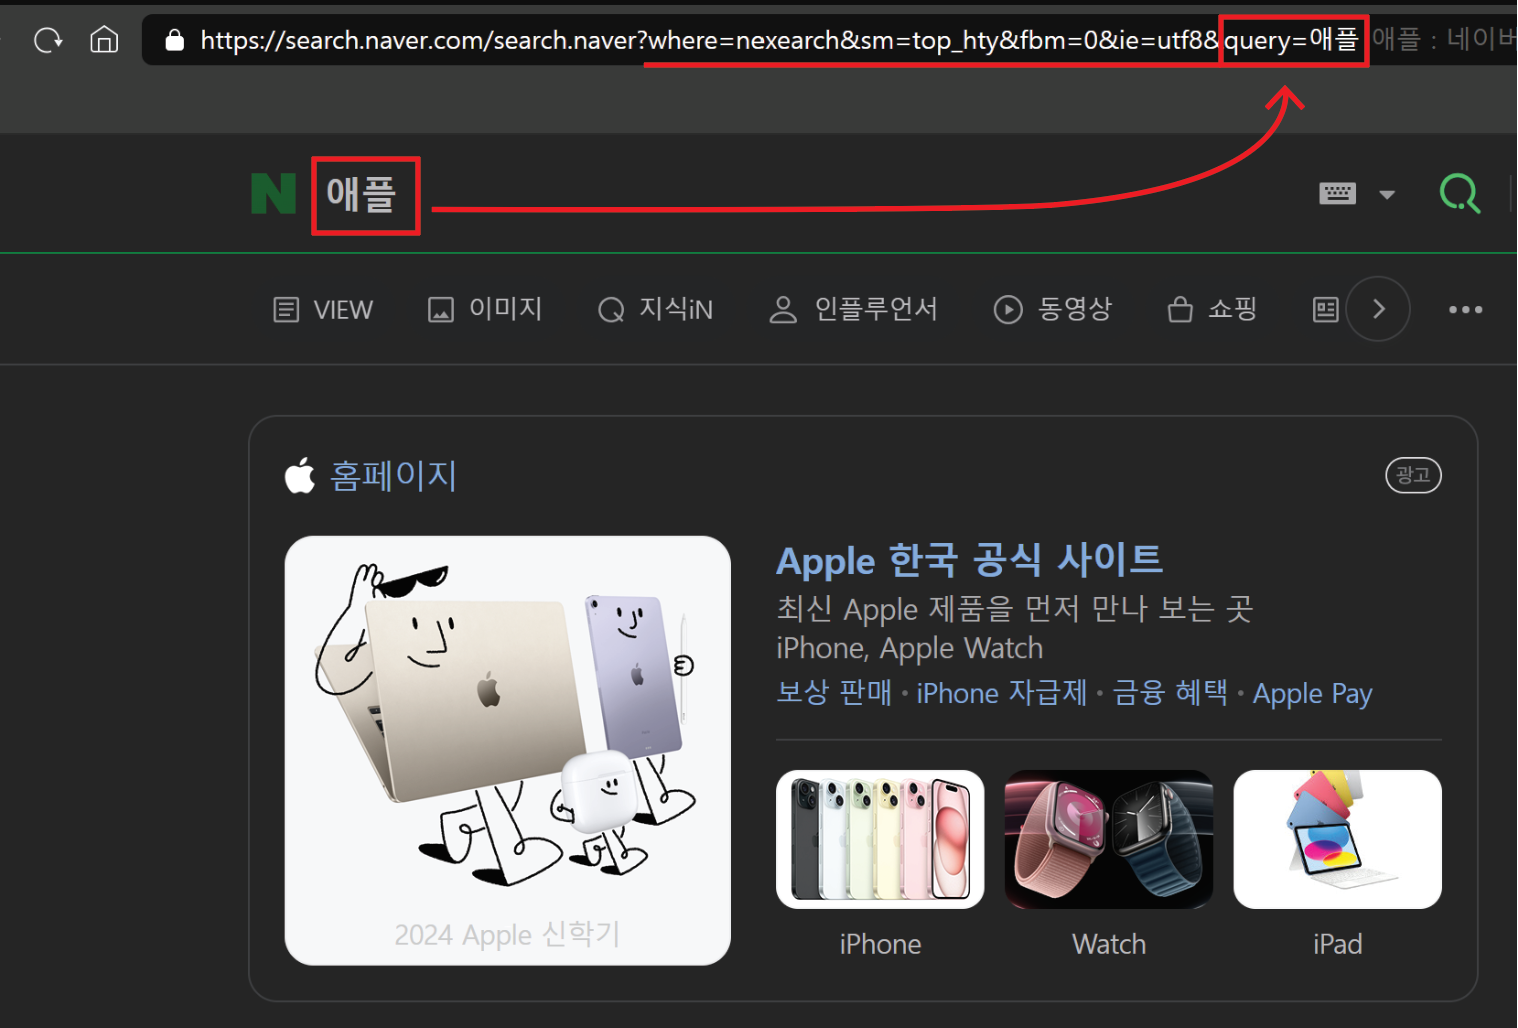 https://search.naver.com/search.naver?where=nexearch&sm=top_hty&fbm=0&ie=utf8&query=애플 애플 : 네이버
N 애플
VIEW 이미지 지식iN 인플루언서 동영상 쇼핑
홈페이지 광고
Apple 한국 공식 사이트
최신 Apple 제품을 먼저 만나 보는 곳
iPhone, Apple Watch
보상 판매 · iPhone 자급제 · 금융 혜택 · Apple Pay
2024 Apple 신학기
iPhone Watch iPad